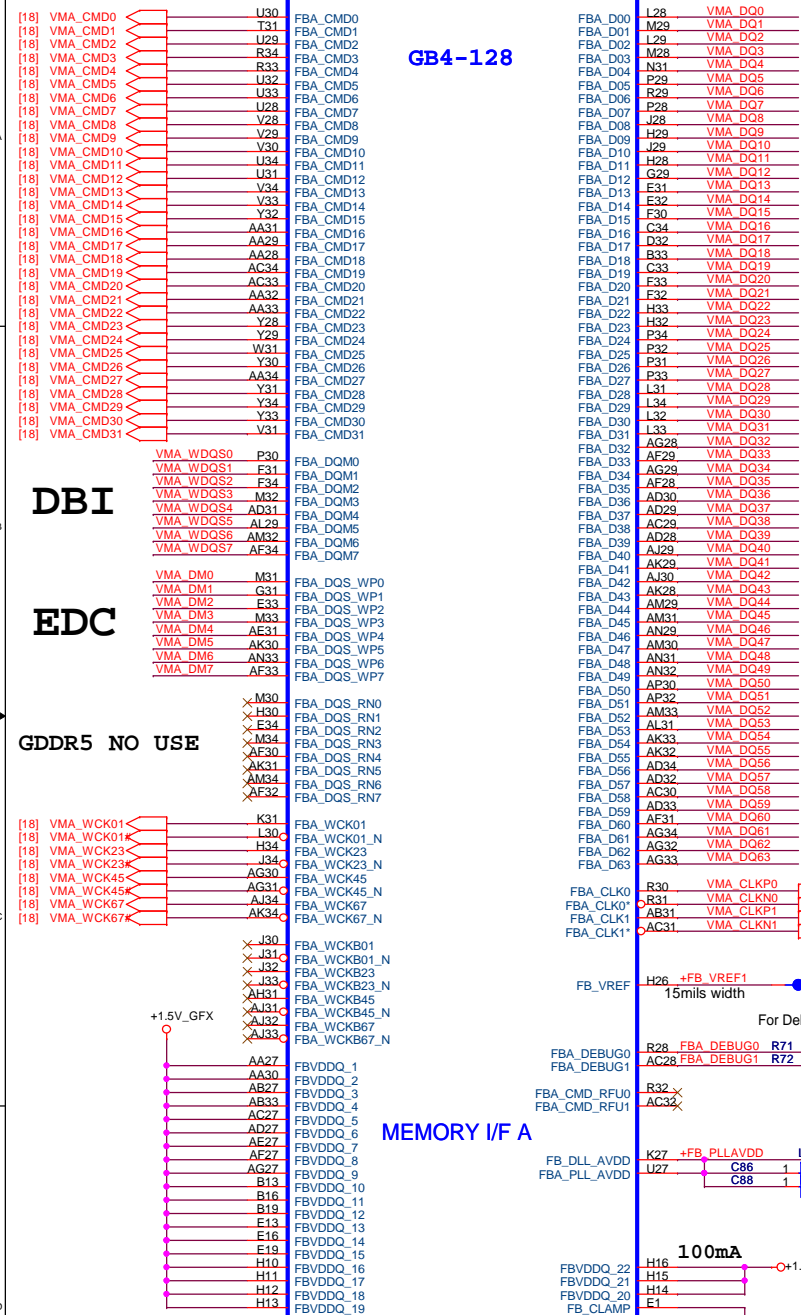 GB4-128
[18] VMA_CMD0 U30 FBA_CMD0
[18] VMA_CMD1 T31 FBA_CMD1
[18] VMA_CMD2 U29 FBA_CMD2
[18] VMA_CMD3 R34 FBA_CMD3
[18] VMA_CMD4 R33 FBA_CMD4
[18] VMA_CMD5 U32 FBA_CMD5
[18] VMA_CMD6 U33 FBA_CMD6
[18] VMA_CMD7 U28 FBA_CMD7
[18] VMA_CMD8 V28 FBA_CMD8
[18] VMA_CMD9 V29 FBA_CMD9
[18] VMA_CMD10 V30 FBA_CMD10
[18] VMA_CMD11 U34 FBA_CMD11
[18] VMA_CMD12 U31 FBA_CMD12
[18] VMA_CMD13 V34 FBA_CMD13
[18] VMA_CMD14 V33 FBA_CMD14
[18] VMA_CMD15 Y32 FBA_CMD15
[18] VMA_CMD16 AA31 FBA_CMD16
[18] VMA_CMD17 AA29 FBA_CMD17
[18] VMA_CMD18 AA28 FBA_CMD18
[18] VMA_CMD19 AC34 FBA_CMD19
[18] VMA_CMD20 AC33 FBA_CMD20
[18] VMA_CMD21 AA32 FBA_CMD21
[18] VMA_CMD22 AA33 FBA_CMD22
[18] VMA_CMD23 Y28 FBA_CMD23
[18] VMA_CMD24 Y29 FBA_CMD24
[18] VMA_CMD25 W31 FBA_CMD25
[18] VMA_CMD26 Y30 FBA_CMD26
[18] VMA_CMD27 AA34 FBA_CMD27
[18] VMA_CMD28 Y31 FBA_CMD28
[18] VMA_CMD29 Y34 FBA_CMD29
[18] VMA_CMD30 Y33 FBA_CMD30
[18] VMA_CMD31 V31 FBA_CMD31
DBI
VMA_WDQS0 P30 FBA_DQM0
VMA_WDQS1 F31 FBA_DQM1
VMA_WDQS2 F34 FBA_DQM2
VMA_WDQS3 M32 FBA_DQM3
VMA_WDQS4 AD31 FBA_DQM4
VMA_WDQS5 AL29 FBA_DQM5
VMA_WDQS6 AM32 FBA_DQM6
VMA_WDQS7 AF34 FBA_DQM7
EDC
VMA_DM0 M31 FBA_DQS_WP0
VMA_DM1 G31 FBA_DQS_WP1
VMA_DM2 E33 FBA_DQS_WP2
VMA_DM3 M33 FBA_DQS_WP3
VMA_DM4 AE31 FBA_DQS_WP4
VMA_DM5 AK30 FBA_DQS_WP5
VMA_DM6 AN33 FBA_DQS_WP6
VMA_DM7 AF33 FBA_DQS_WP7
GDDR5 NO USE
M30 FBA_DQS_RN0
H30 FBA_DQS_RN1
E34 FBA_DQS_RN2
M34 FBA_DQS_RN3
AF30 FBA_DQS_RN4
AK31 FBA_DQS_RN5
AM34 FBA_DQS_RN6
AF32 FBA_DQS_RN7
[18] VMA_WCK01 K31 FBA_WCK01
[18] VMA_WCK01# L30 FBA_WCK01_N
[18] VMA_WCK23 H34 FBA_WCK23
[18] VMA_WCK23# J34 FBA_WCK23_N
[18] VMA_WCK45 AG30 FBA_WCK45
[18] VMA_WCK45# AG31 FBA_WCK45_N
[18] VMA_WCK67 AJ34 FBA_WCK67
[18] VMA_WCK67# AK34 FBA_WCK67_N
J30 FBA_WCKB01
J31 FBA_WCKB01_N
J32 FBA_WCKB23
J33 FBA_WCKB23_N
AH31 FBA_WCKB45
AJ31 FBA_WCKB45_N
AJ32 FBA_WCKB67
AJ33 FBA_WCKB67_N
+1.5V_GFX
AA27 FBVDDQ_1
AA30 FBVDDQ_2
AB27 FBVDDQ_3
AB33 FBVDDQ_4
AC27 FBVDDQ_5
AD27 FBVDDQ_6
AE27 FBVDDQ_7
AF27 FBVDDQ_8
AG27 FBVDDQ_9
B13 FBVDDQ_10
B16 FBVDDQ_11
B19 FBVDDQ_12
E13 FBVDDQ_13
E16 FBVDDQ_14
E19 FBVDDQ_15
H10 FBVDDQ_16
H11 FBVDDQ_17
H12 FBVDDQ_18
H13 FBVDDQ_19
MEMORY I/F A
FBA_D00 L28 VMA_DQ0
FBA_D01 M29 VMA_DQ1
FBA_D02 L29 VMA_DQ2
FBA_D03 M28 VMA_DQ3
FBA_D04 N31 VMA_DQ4
FBA_D05 P29 VMA_DQ5
FBA_D06 R29 VMA_DQ6
FBA_D07 P28 VMA_DQ7
FBA_D08 J28 VMA_DQ8
FBA_D09 H29 VMA_DQ9
FBA_D10 J29 VMA_DQ10
FBA_D11 H28 VMA_DQ11
FBA_D12 G29 VMA_DQ12
FBA_D13 E31 VMA_DQ13
FBA_D14 E32 VMA_DQ14
FBA_D15 F30 VMA_DQ15
FBA_D16 C34 VMA_DQ16
FBA_D17 D32 VMA_DQ17
FBA_D18 B33 VMA_DQ18
FBA_D19 C33 VMA_DQ19
FBA_D20 F33 VMA_DQ20
FBA_D21 F32 VMA_DQ21
FBA_D22 H33 VMA_DQ22
FBA_D23 H32 VMA_DQ23
FBA_D24 P34 VMA_DQ24
FBA_D25 P32 VMA_DQ25
FBA_D26 P31 VMA_DQ26
FBA_D27 P33 VMA_DQ27
FBA_D28 L31 VMA_DQ28
FBA_D29 L34 VMA_DQ29
FBA_D30 L32 VMA_DQ30
FBA_D31 L33 VMA_DQ31
FBA_D32 AG28 VMA_DQ32
FBA_D33 AF29 VMA_DQ33
FBA_D34 AG29 VMA_DQ34
FBA_D35 AF28 VMA_DQ35
FBA_D36 AD30 VMA_DQ36
FBA_D37 AD29 VMA_DQ37
FBA_D38 AC29 VMA_DQ38
FBA_D39 AD28 VMA_DQ39
FBA_D40 AJ29 VMA_DQ40
FBA_D41 AK29 VMA_DQ41
FBA_D42 AJ30 VMA_DQ42
FBA_D43 AK28 VMA_DQ43
FBA_D44 AM29 VMA_DQ44
FBA_D45 AM31 VMA_DQ45
FBA_D46 AN29 VMA_DQ46
FBA_D47 AM30 VMA_DQ47
FBA_D48 AN31 VMA_DQ48
FBA_D49 AN32 VMA_DQ49
FBA_D50 AP30 VMA_DQ50
FBA_D51 AP32 VMA_DQ51
FBA_D52 AM33 VMA_DQ52
FBA_D53 AL31 VMA_DQ53
FBA_D54 AK33 VMA_DQ54
FBA_D55 AK32 VMA_DQ55
FBA_D56 AD34 VMA_DQ56
FBA_D57 AD32 VMA_DQ57
FBA_D58 AC30 VMA_DQ58
FBA_D59 AD33 VMA_DQ59
FBA_D60 AF31 VMA_DQ60
FBA_D61 AG34 VMA_DQ61
FBA_D62 AG32 VMA_DQ62
FBA_D63 AG33 VMA_DQ63
FBA_CLK0 R30 VMA_CLKP0
FBA_CLK0* R31 VMA_CLKN0
FBA_CLK1 AB31 VMA_CLKP1
FBA_CLK1* AC31 VMA_CLKN1
FB_VREF H26 +FB_VREF1
15mils width
For De
FBA_DEBUG0 R28 FBA_DEBUG0 R71
FBA_DEBUG1 AC28 FBA_DEBUG1 R72
FBA_CMD_RFU0 R32
FBA_CMD_RFU1 AC32
FB_DLL_AVDD K27 +FB_PLLAVDD L
FBA_PLL_AVDD U27 C86 1
C88 1
100mA
FBVDDQ_22 H16 +1.
FBVDDQ_21 H15
FBVDDQ_20 H14
FB_CLAMP E1